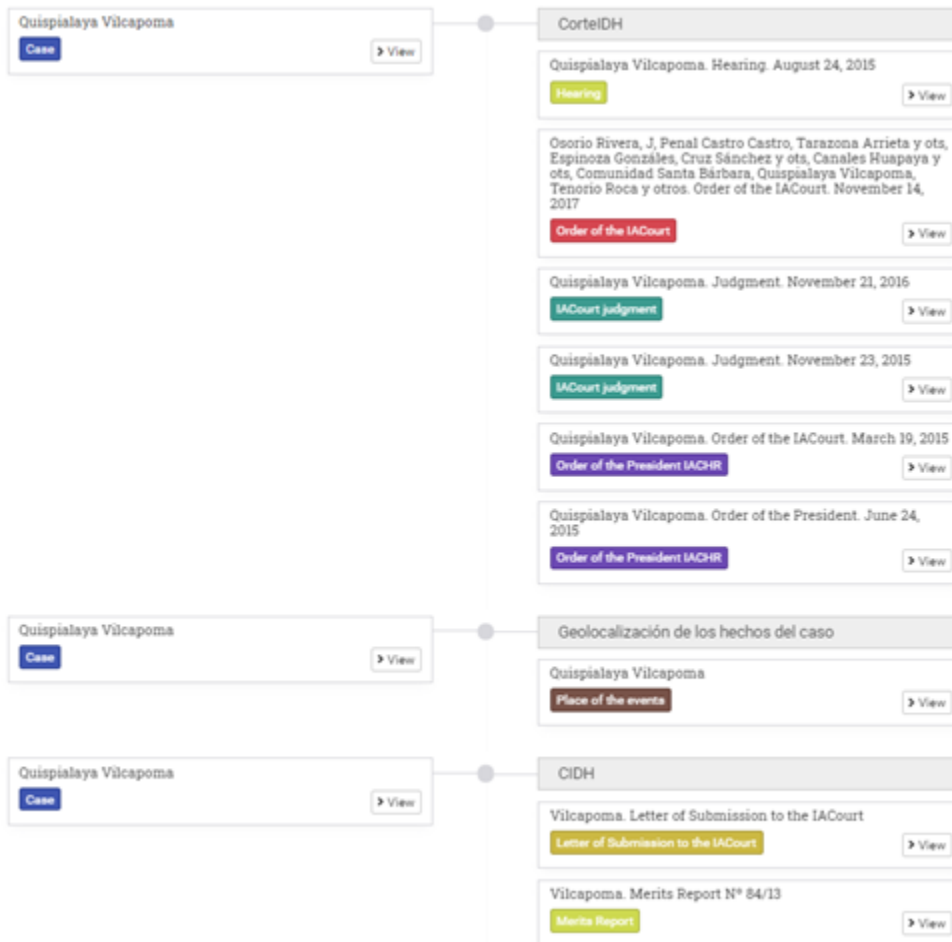 Quispialaya Vilcapoma
Case
View
CorteIDH
Quispialaya Vilcapoma. Hearing. August 24, 2015
Hearing
View
Osorio Rivera, J, Penal Castro Castro, Tarazona Arrieta y ots,
Espinoza Gonzáles, Cruz Sánchez y ots, Canales Huapaya y
ots, Comunidad Santa Bárbara, Quispialaya Vilcapoma,
Tenorio Roca y otros. Order of the IACourt. November 14,
2017
Order of the IACourt
View
Quispialaya Vilcapoma. Judgment. November 21, 2016
IACourt judgment
View
Quispialaya Vilcapoma. Judgment. November 23, 2015
IACourt judgment
View
Quispialaya Vilcapoma. Order of the IACourt. March 19, 2015
Order of the President IACHR
View
Quispialaya Vilcapoma. Order of the President. June 24,
2015
Order of the President IACHR
View
Quispialaya Vilcapoma
Case
View
Geolocalización de los hechos del caso
Quispialaya Vilcapoma
Place of the events
View
Quispialaya Vilcapoma
Case
View
CIDH
Vilcapoma. Letter of Submission to the IACourt
Letter of Submission to the IACourt
View
Vilcapoma. Merits Report Nº 84/13
Merits Report
View